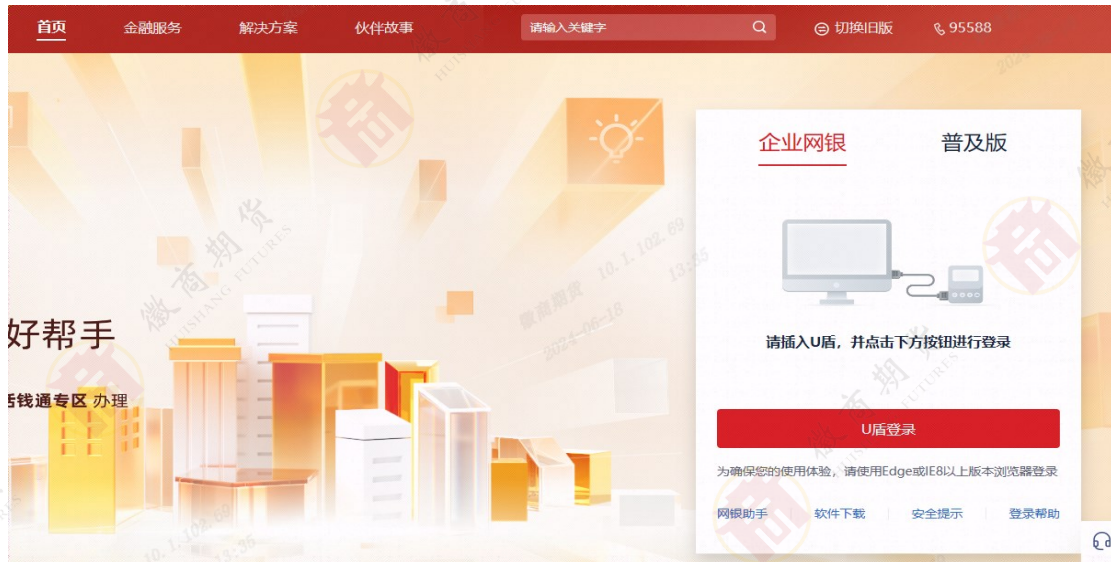 首页 金融服务 解决方案 伙伴故事 请输入关键字 切换旧版 95588
企业网银 普及版
请插入U盾，并点击下方按钮进行登录
U盾登录
为确保您的使用体验，请使用Edge或IE8以上版本浏览器登录
网银助手 软件下载 安全提示 登录帮助
好帮手
活钱通专区 办理
徽商期货
HUISHANG FUTURES
徽商期货 10.1.102.69
2024-06-18 13:35